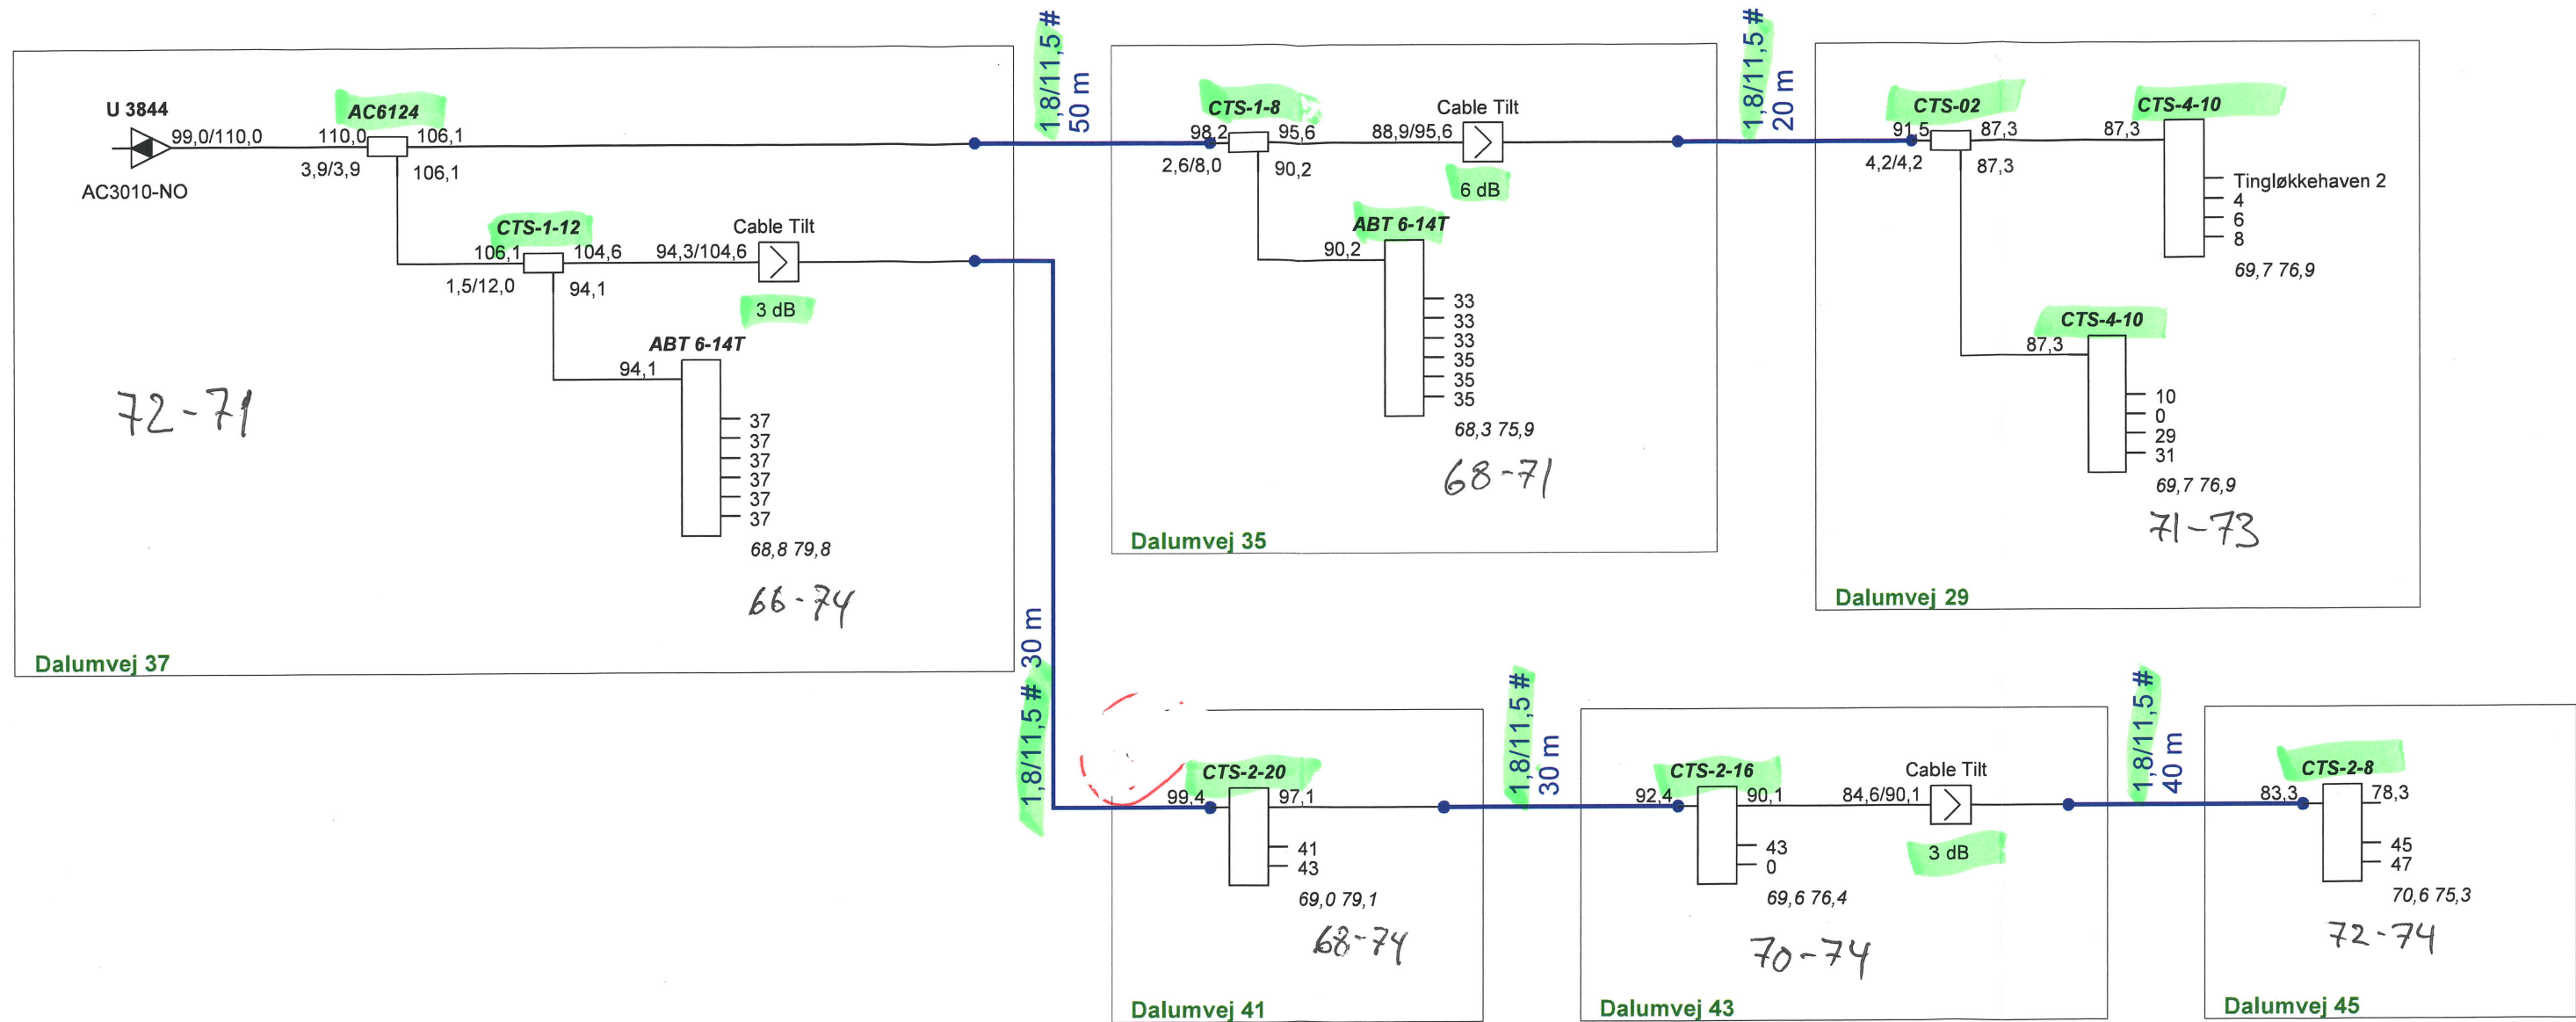 U 3844
99,0/110,0
AC3010-NO
AC6124
110,0
106,1
3,9/3,9
106,1
CTS-1-12
106,1
104,6
1,5/12,0
94,1
94,3/104,6
Cable Tilt
3 dB
ABT 6-14T
94,1
37
37
37
37
37
37
68,8 79,8
66-74
72-71
Dalumvej 37
1,8/11,5 #
50 m
CTS-1-8
98,2
95,6
2,6/8,0
90,2
88,9/95,6
Cable Tilt
6 dB
ABT 6-14T
90,2
33
33
33
35
35
35
68,3 75,9
68-71
Dalumvej 35
1,8/11,5 #
20 m
CTS-02
91,5
87,3
4,2/4,2
87,3
CTS-4-10
87,3
Tingløkkehaven 2
4
6
8
69,7 76,9
CTS-4-10
87,3
10
0
29
31
69,7 76,9
71-73
Dalumvej 29
1,8/11,5 # 30 m
CTS-2-20
99,4
97,1
41
43
69,0 79,1
68-74
Dalumvej 41
1,8/11,5 #
30 m
CTS-2-16
92,4
90,1
43
0
69,6 76,4
70-74
84,6/90,1
Cable Tilt
3 dB
Dalumvej 43
1,8/11,5 #
40 m
CTS-2-8
83,3
78,3
45
47
70,6 75,3
72-74
Dalumvej 45